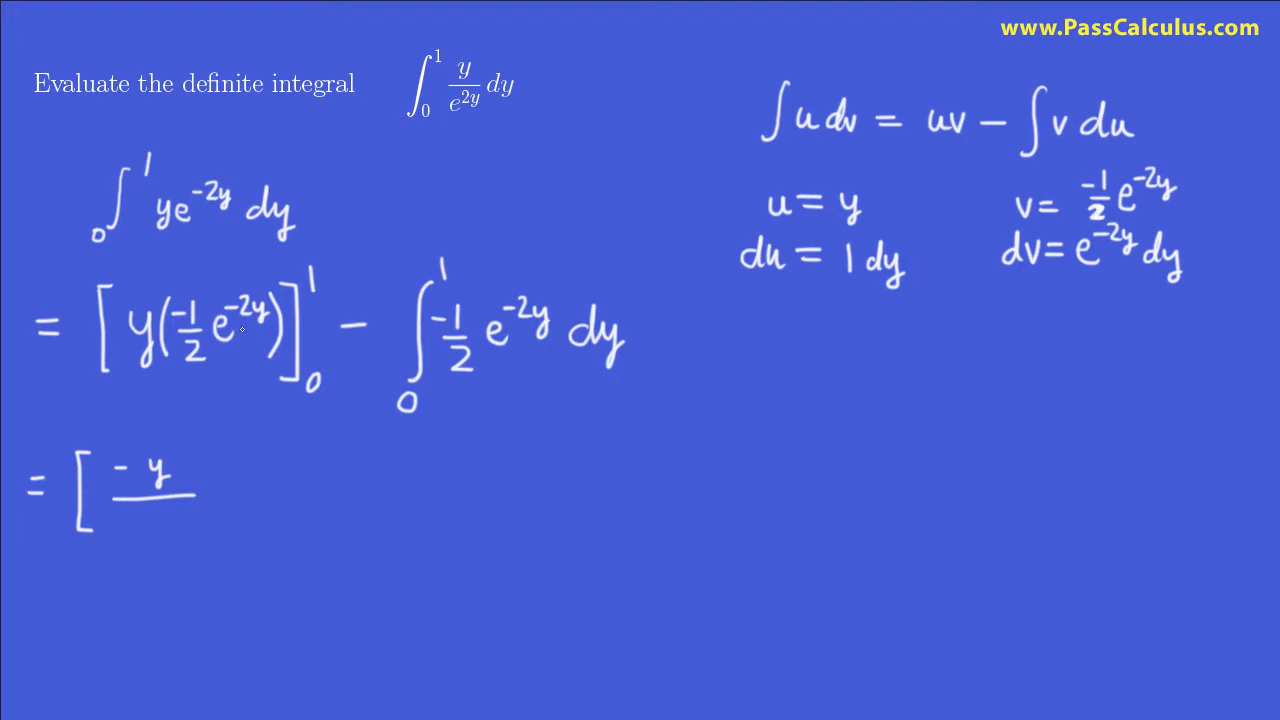 www.PassCalculus.com
Evaluate the definite integral ∫₀¹ y/e^{2y} dy
∫u dv = uv − ∫v du
∫₀¹ ye^{-2y} dy
u = y v = -1/2 e^{-2y}
du = 1 dy dv = e^{-2y} dy
= [y(-1/2 e^{-2y})]₀¹ − ∫₀¹ -1/2 e^{-2y} dy
= [ -y/